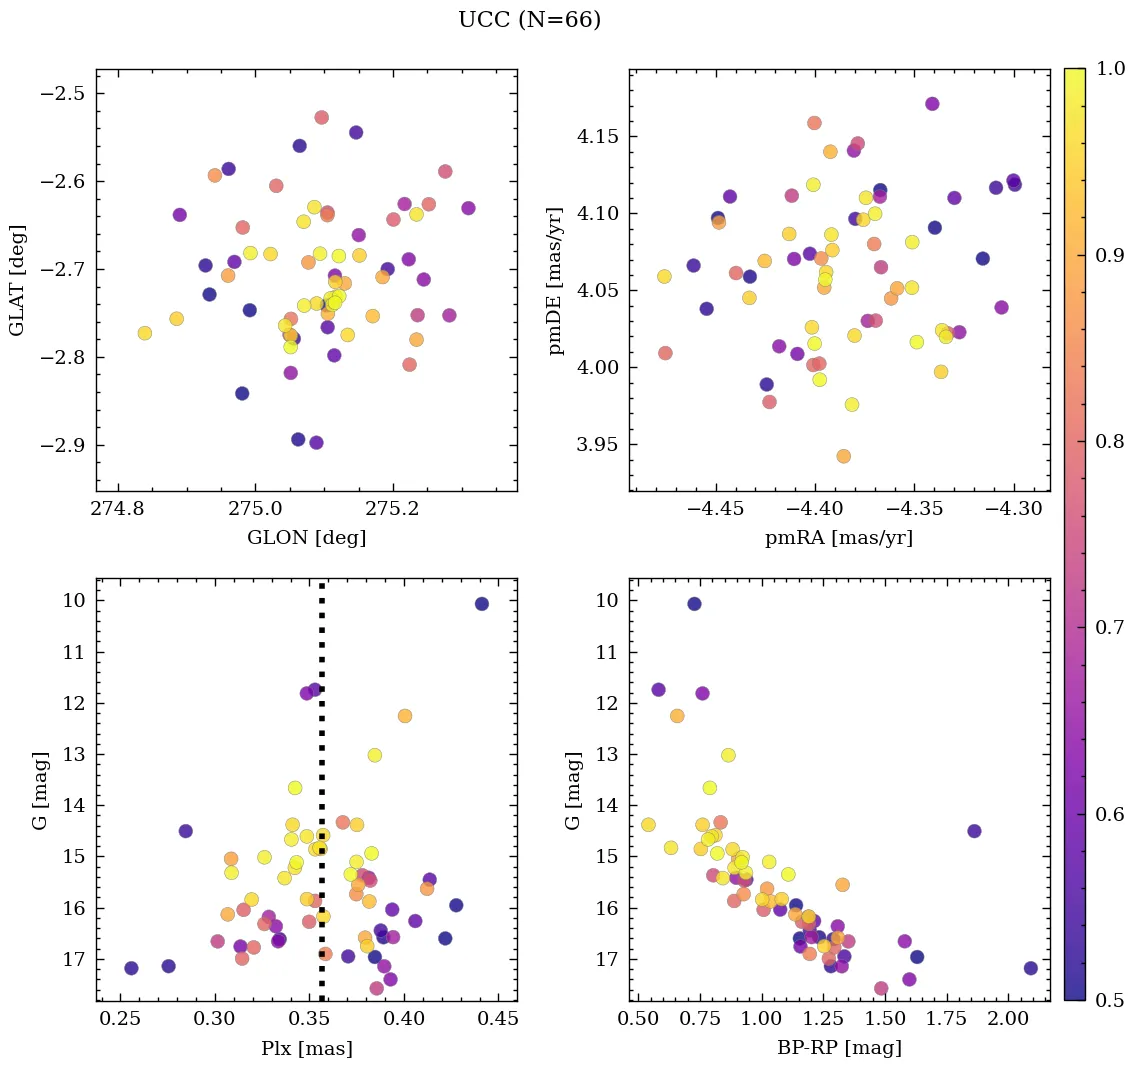 UCC (N=66)
−2.5
−2.6
−2.7
−2.8
−2.9
GLAT [deg]
274.8 275.0 275.2
GLON [deg]
4.15
4.10
4.05
4.00
3.95
pmDE [mas/yr]
−4.45 −4.40 −4.35 −4.30
pmRA [mas/yr]
10
11
12
13
14
15
16
17
G [mag]
0.25 0.30 0.35 0.40 0.45
Plx [mas]
10
11
12
13
14
15
16
17
G [mag]
0.50 0.75 1.00 1.25 1.50 1.75 2.00
BP-RP [mag]
1.0
0.9
0.8
0.7
0.6
0.5